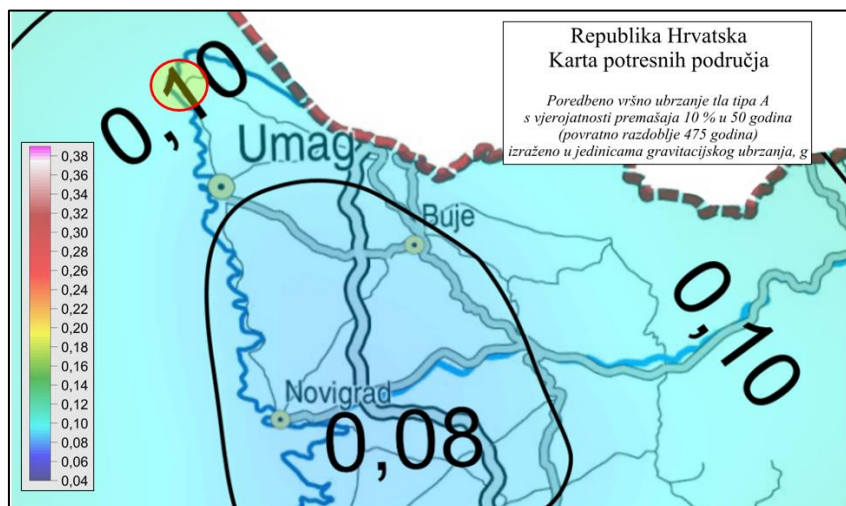 Republika Hrvatska
Karta potresnih područja
Poredbeno vršno ubrzanje tla tipa A
s vjerojatnosti premašaja 10 % u 50 godina
(povratno razdoblje 475 godina)
izraženo u jedinicama gravitacijskog ubrzanja, g
0,10
Umag
Buje
0,10
Novigrad
0,08
0,38
0,36
0,34
0,32
0,30
0,28
0,26
0,24
0,22
0,20
0,18
0,16
0,14
0,12
0,10
0,08
0,06
0,04